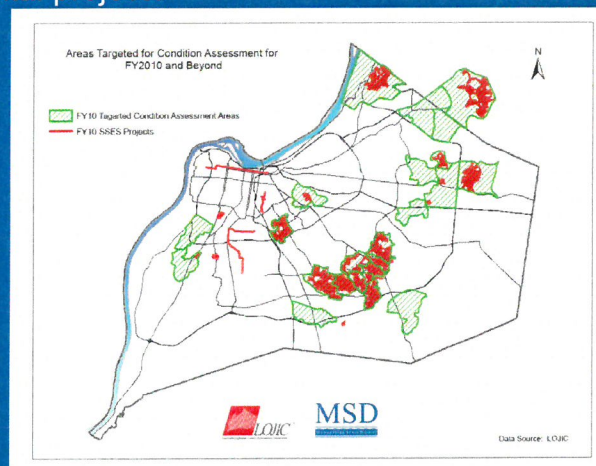 Areas Targeted for Condition Assessment for
FY2010 and Beyond
N
FY10 Tagarted Condition Assessment Areas
FY10 SSES Projects
LOJIC
MSD
Data Source: LOJIC